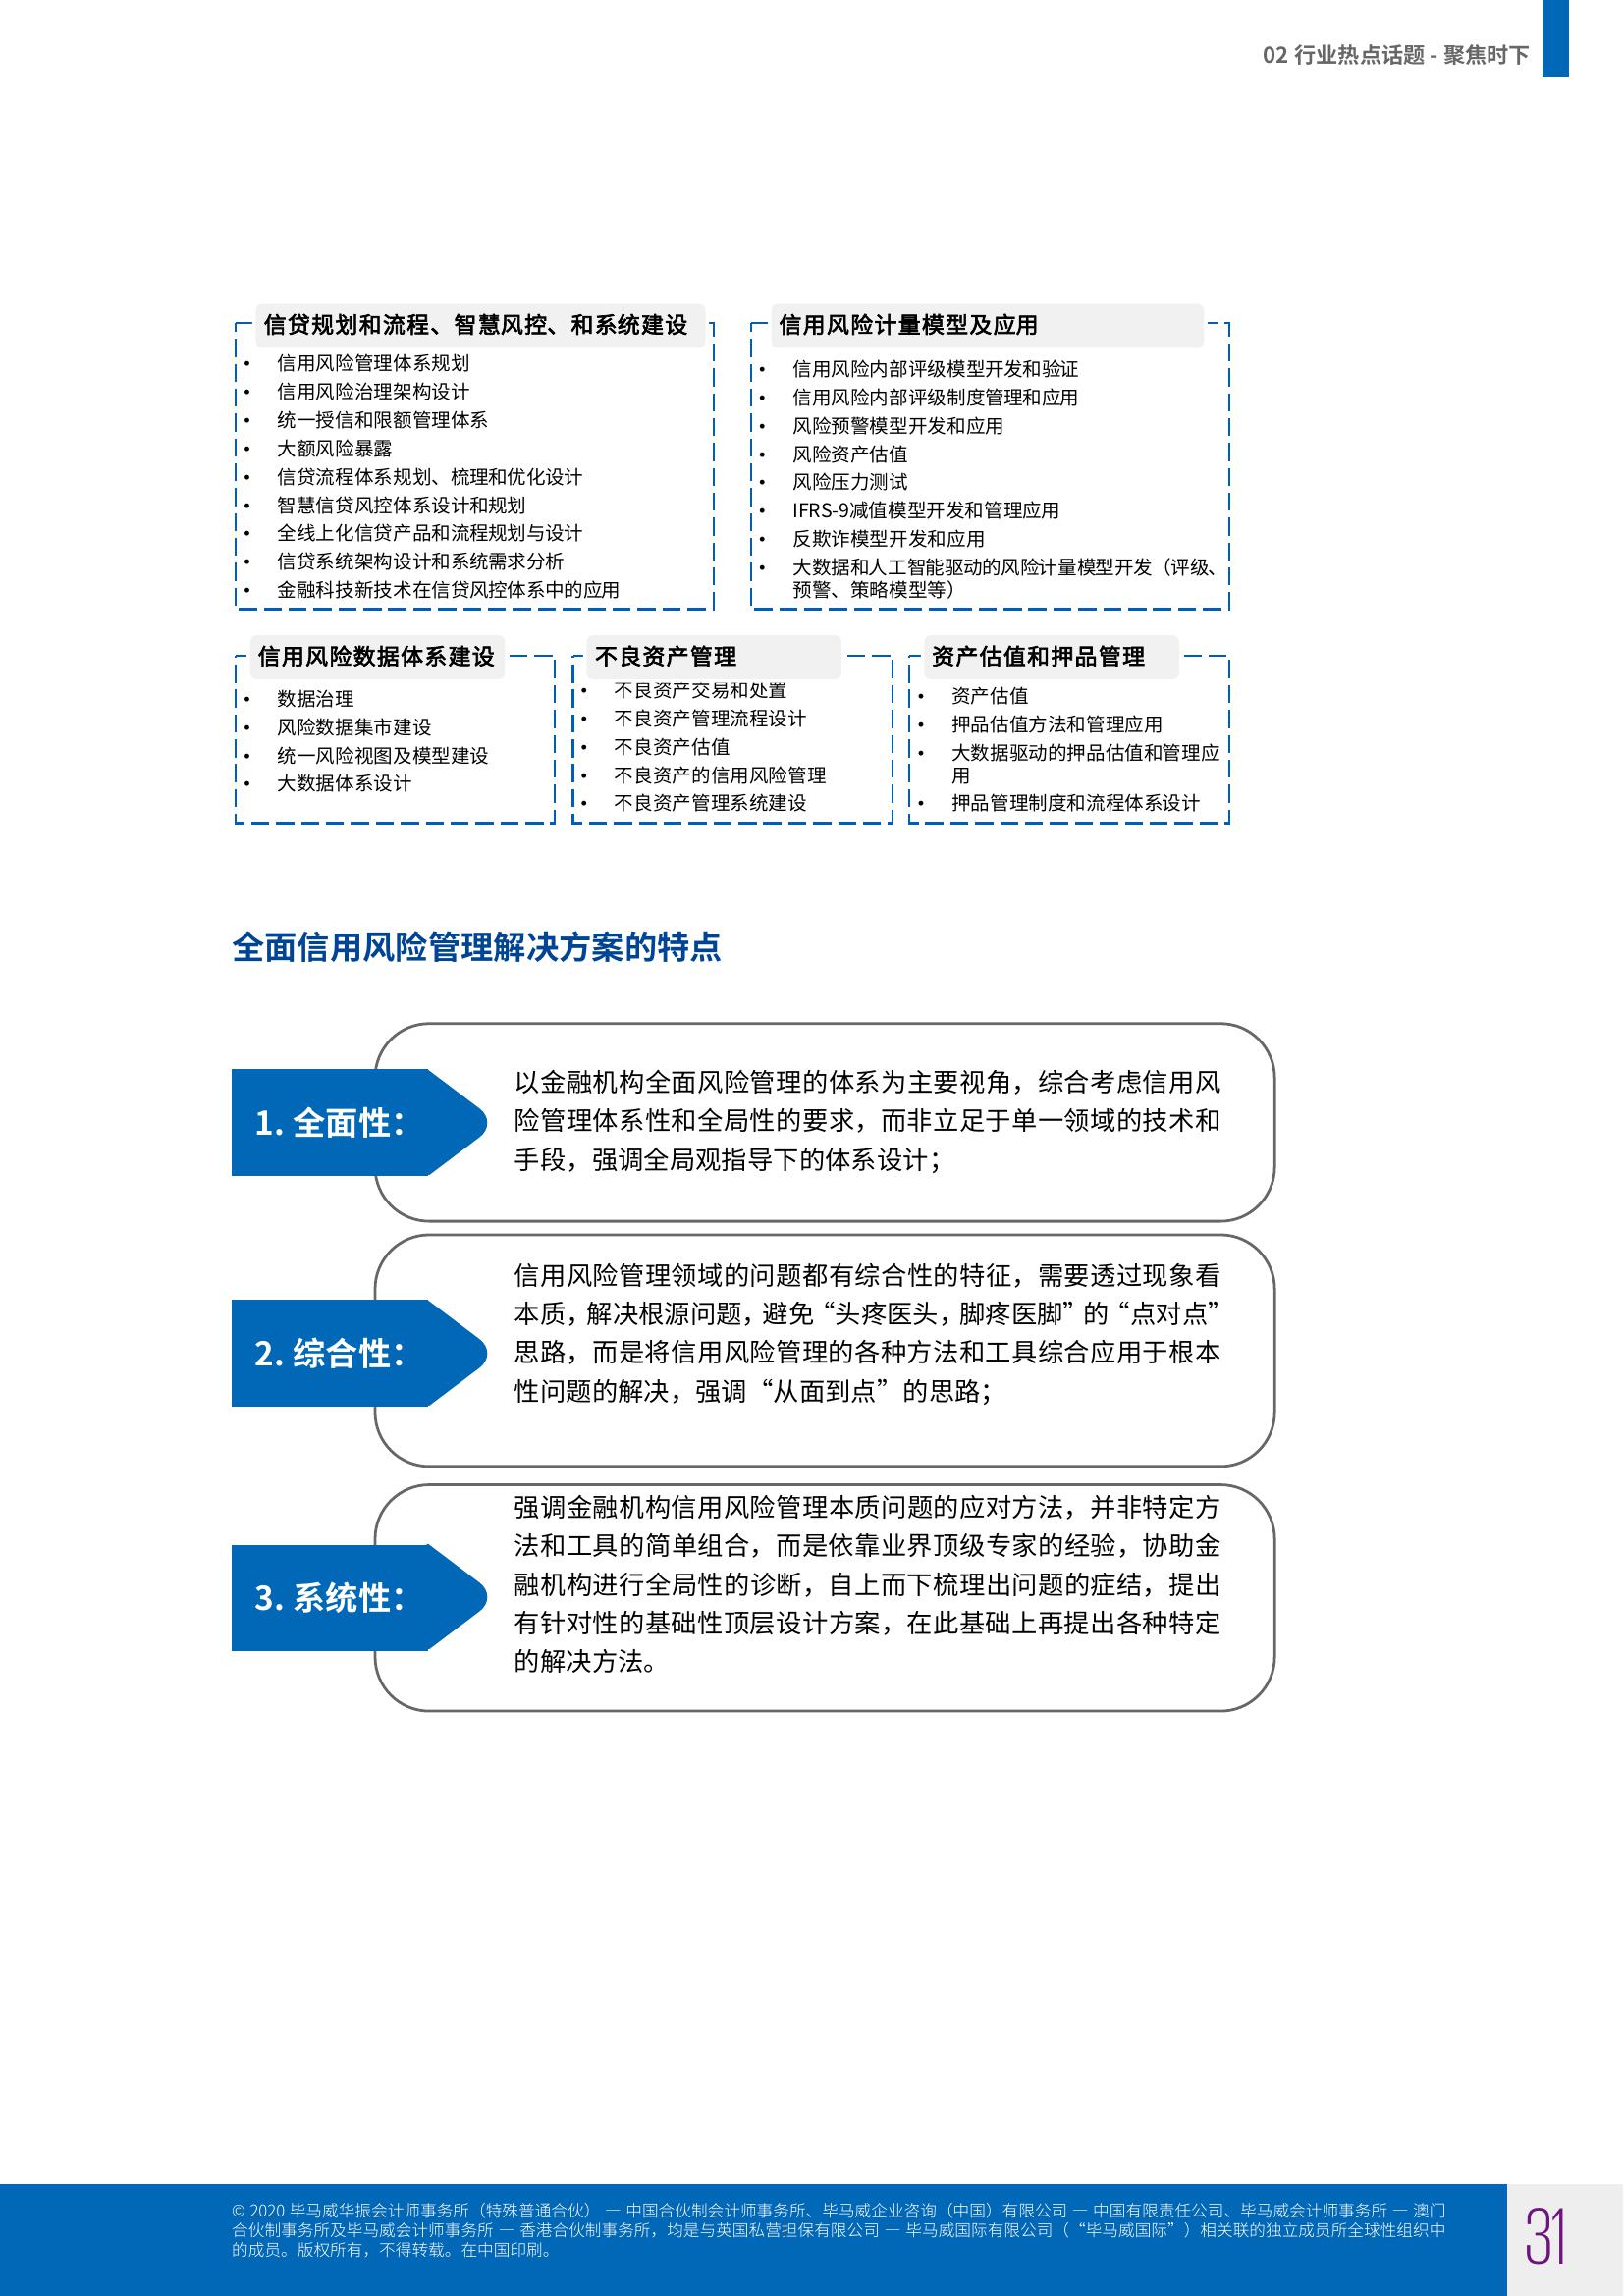 02 行业热点话题 - 聚焦时下
信贷规划和流程、智慧风控、和系统建设
• 信用风险管理体系规划
• 信用风险治理架构设计
• 统一授信和限额管理体系
• 大额风险暴露
• 信贷流程体系规划、梳理和优化设计
• 智慧信贷风控体系设计和规划
• 全线上化信贷产品和流程规划与设计
• 信贷系统架构设计和系统需求分析
• 金融科技新技术在信贷风控体系中的应用
信用风险计量模型及应用
• 信用风险内部评级模型开发和验证
• 信用风险内部评级制度管理和应用
• 风险预警模型开发和应用
• 风险资产估值
• 风险压力测试
• IFRS-9减值模型开发和管理应用
• 反欺诈模型开发和应用
• 大数据和人工智能驱动的风险计量模型开发（评级、
预警、策略模型等）
信用风险数据体系建设
• 数据治理
• 风险数据集市建设
• 统一风险视图及模型建设
• 大数据体系设计
不良资产管理
• 不良资产交易和处置
• 不良资产管理流程设计
• 不良资产估值
• 不良资产的信用风险管理
• 不良资产管理系统建设
资产估值和押品管理
• 资产估值
• 押品估值方法和管理应用
• 大数据驱动的押品估值和管理应
用
• 押品管理制度和流程体系设计
全面信用风险管理解决方案的特点
1. 全面性：
以金融机构全面风险管理的体系为主要视角，综合考虑信用风
险管理体系性和全局性的要求，而非立足于单一领域的技术和
手段，强调全局观指导下的体系设计；
2. 综合性：
信用风险管理领域的问题都有综合性的特征，需要透过现象看
本质，解决根源问题，避免“头疼医头，脚疼医脚”的“点对点”
思路，而是将信用风险管理的各种方法和工具综合应用于根本
性问题的解决，强调“从面到点”的思路；
3. 系统性：
强调金融机构信用风险管理本质问题的应对方法，并非特定方
法和工具的简单组合，而是依靠业界顶级专家的经验，协助金
融机构进行全局性的诊断，自上而下梳理出问题的症结，提出
有针对性的基础性顶层设计方案，在此基础上再提出各种特定
的解决方法。
© 2020 毕马威华振会计师事务所（特殊普通合伙） — 中国合伙制会计师事务所、毕马威企业咨询（中国）有限公司 — 中国有限责任公司、毕马威会计师事务所 — 澳门
合伙制事务所及毕马威会计师事务所 — 香港合伙制事务所，均是与英国私营担保有限公司 — 毕马威国际有限公司（“毕马威国际”）相关联的独立成员所全球性组织中
的成员。版权所有，不得转载。在中国印刷。
31